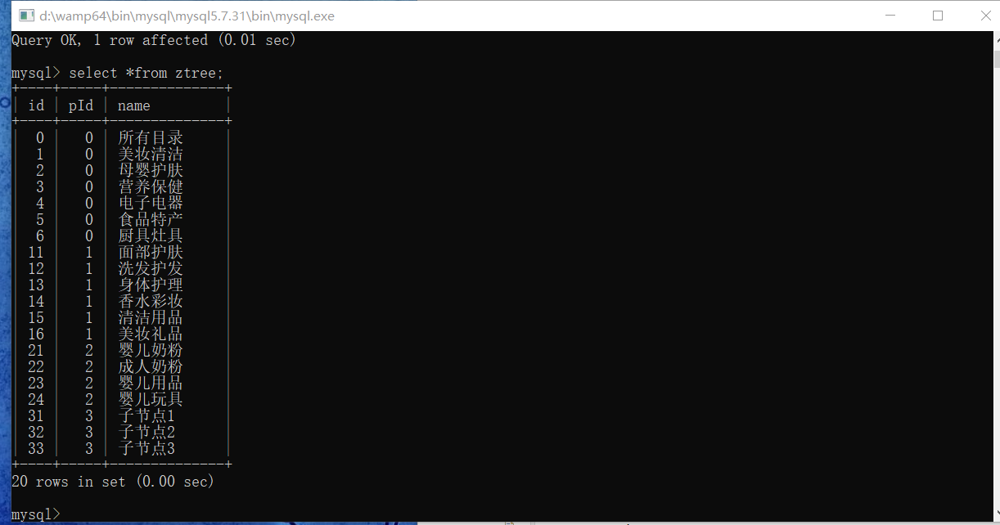 d:\wamp64\bin\mysql\mysql5.7.31\bin\mysql.exe
Query OK, 1 row affected (0.01 sec)
mysql> select *from ztree;
+----+-----+--------------+
| id | pId | name         |
+----+-----+--------------+
|  0 |   0 | 所有目录     |
|  1 |   0 | 美妆清洁     |
|  2 |   0 | 母婴护肤     |
|  3 |   0 | 营养保健     |
|  4 |   0 | 电子电器     |
|  5 |   0 | 食品特产     |
|  6 |   0 | 厨具灶具     |
| 11 |   1 | 面部护肤     |
| 12 |   1 | 洗发护发     |
| 13 |   1 | 身体护理     |
| 14 |   1 | 香水彩妆     |
| 15 |   1 | 清洁用品     |
| 16 |   1 | 美妆礼品     |
| 21 |   2 | 婴儿奶粉     |
| 22 |   2 | 成人奶粉     |
| 23 |   2 | 婴儿用品     |
| 24 |   2 | 婴儿玩具     |
| 31 |   3 | 子节点1      |
| 32 |   3 | 子节点2      |
| 33 |   3 | 子节点3      |
+----+-----+--------------+
20 rows in set (0.00 sec)
mysql>